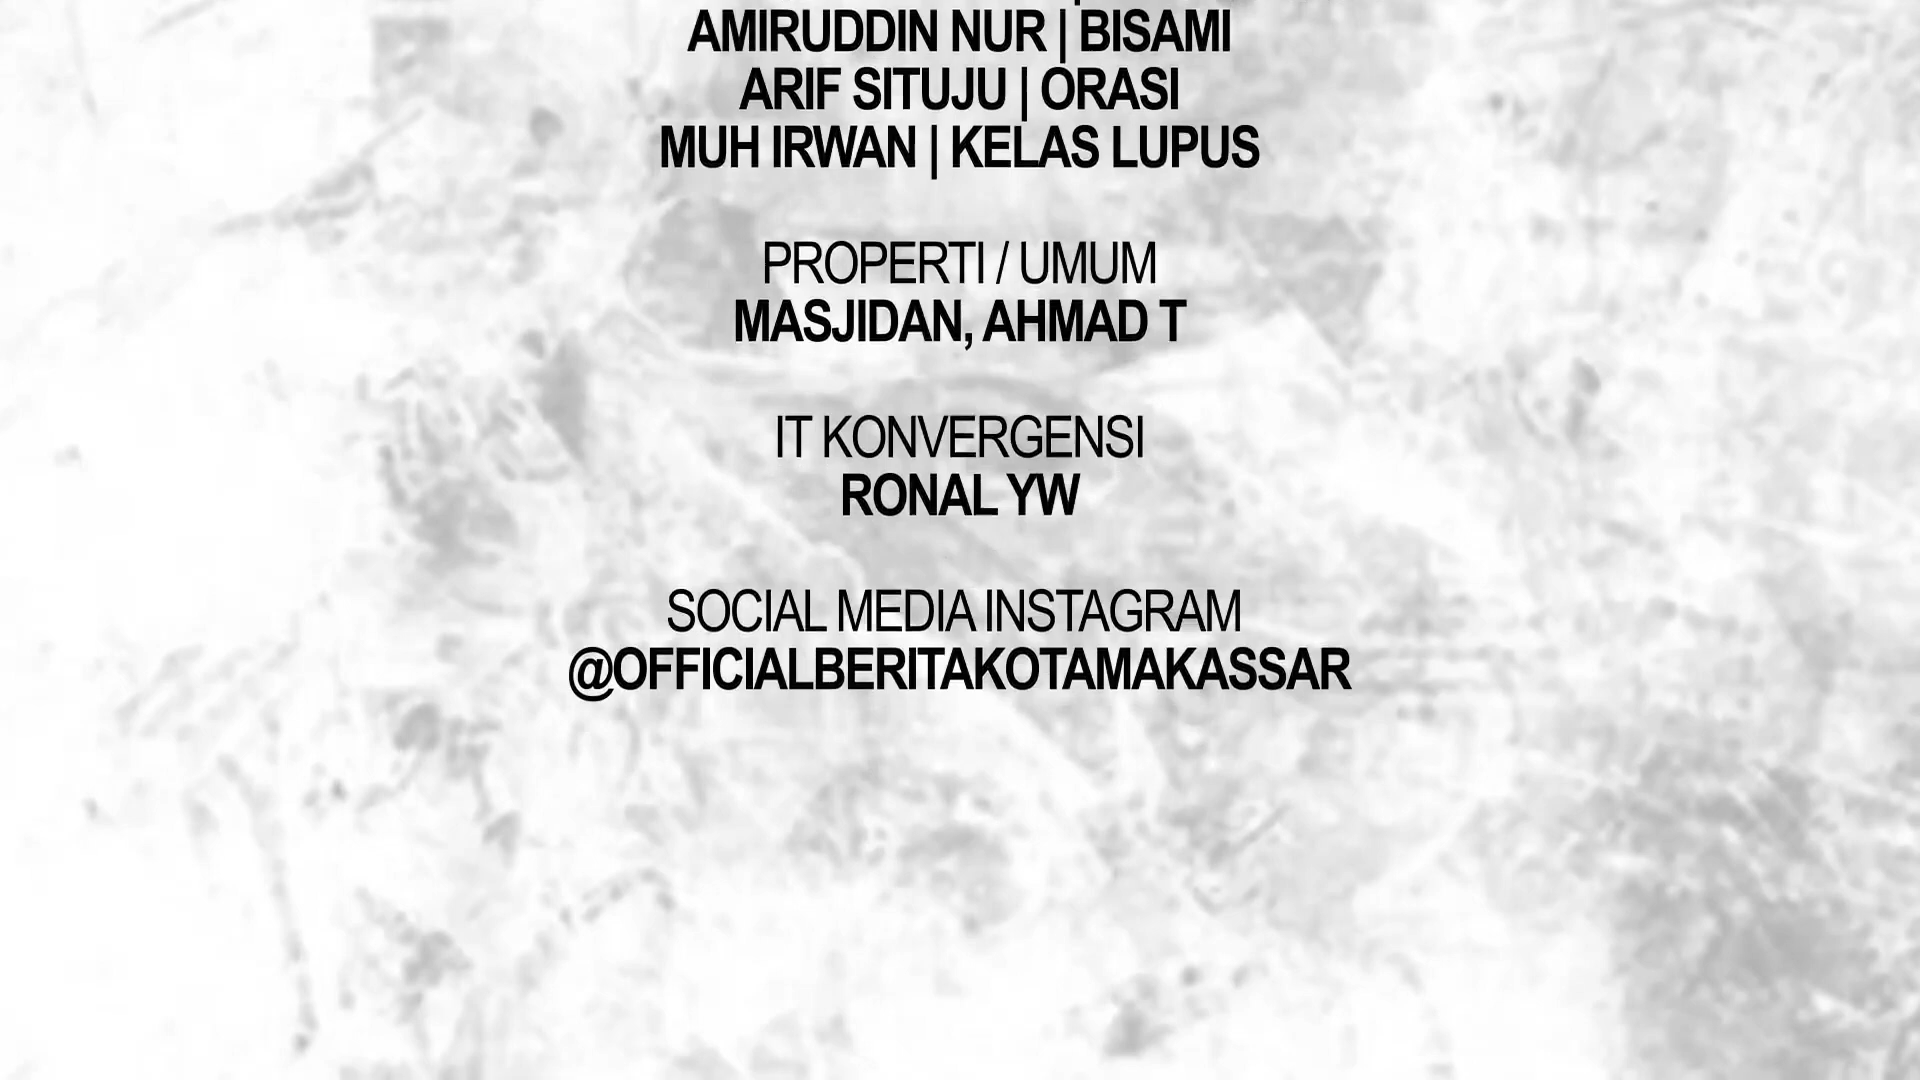 AMIRUDDIN NUR | BISAMI
ARIF SITUJU | ORASI
MUH IRWAN | KELAS LUPUS
PROPERTI / UMUM
MASJIDAN, AHMAD T
IT KONVERGENSI
RONAL YW
SOCIAL MEDIA INSTAGRAM
@OFFICIALBERITAKOTAMAKASSAR